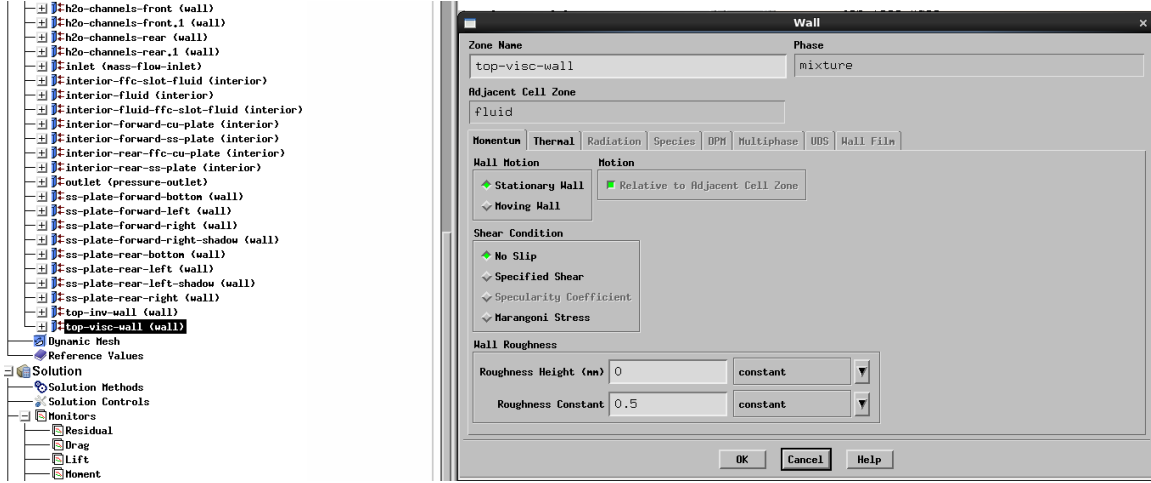 h2o-channels-front (wall)
h2o-channels-front.1 (wall)
h2o-channels-rear (wall)
h2o-channels-rear.1 (wall)
inlet (mass-flow-inlet)
interior-ffc-slot-fluid (interior)
interior-fluid (interior)
interior-fluid-ffc-slot-fluid (interior)
interior-forward-cu-plate (interior)
interior-forward-ss-plate (interior)
interior-rear-ffc-cu-plate (interior)
interior-rear-ss-plate (interior)
outlet (pressure-outlet)
ss-plate-forward-bottom (wall)
ss-plate-forward-left (wall)
ss-plate-forward-right (wall)
ss-plate-forward-right-shadow (wall)
ss-plate-rear-bottom (wall)
ss-plate-rear-left (wall)
ss-plate-rear-left-shadow (wall)
ss-plate-rear-right (wall)
top-inv-wall (wall)
top-visc-wall (wall)
Dynamic Mesh
Reference Values
Solution
Solution Methods
Solution Controls
Monitors
Residual
Drag
Lift
Moment
Wall
Zone Name Phase
top-visc-wall mixture
Adjacent Cell Zone
fluid
Momentum Thermal Radiation Species DPM Multiphase UDS Wall Film
Wall Motion Motion
Stationary Wall Relative to Adjacent Cell Zone
Moving Wall
Shear Condition
No Slip
Specified Shear
Specularity Coefficient
Marangoni Stress
Wall Roughness
Roughness Height (mm) 0 constant
Roughness Constant 0.5 constant
OK Cancel Help